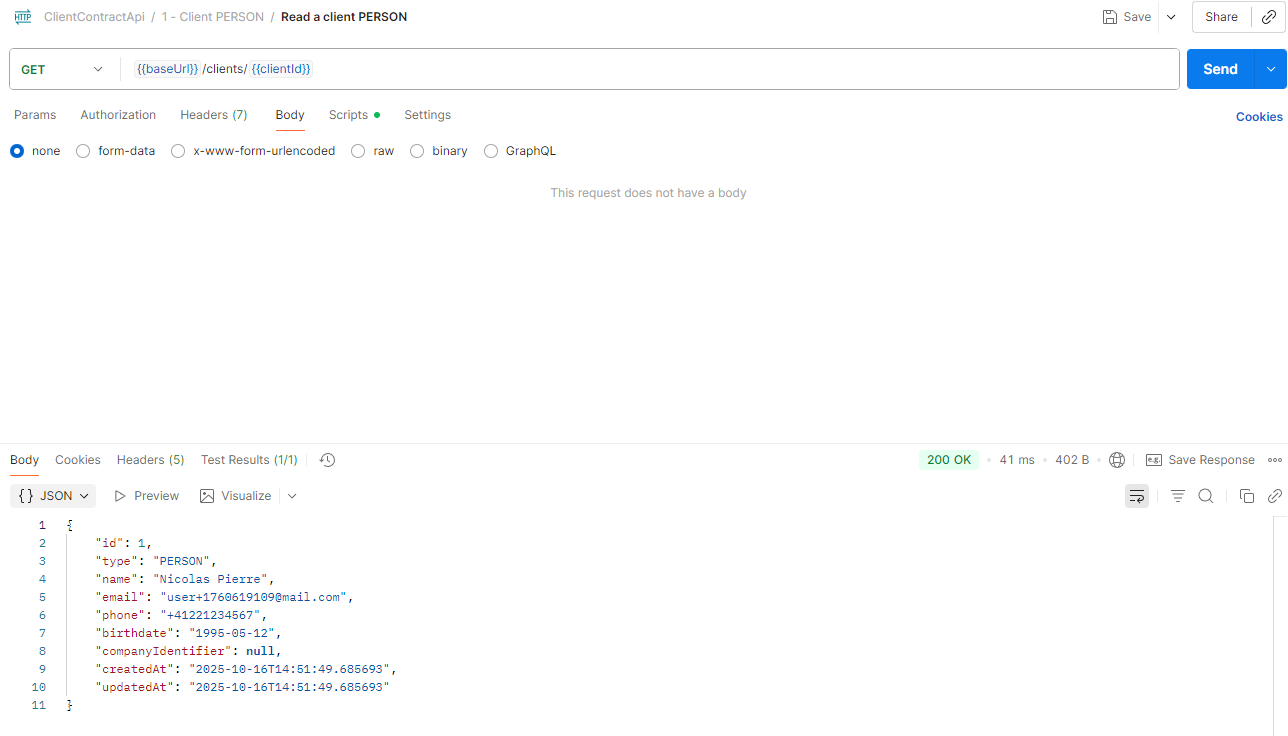 HTTP ClientContractApi / 1 - Client PERSON / Read a client PERSON Save Share
GET {{baseUrl}} /clients/ {{clientId}} Send
Params Authorization Headers (7) Body Scripts Settings Cookies
none form-data x-www-form-urlencoded raw binary GraphQL
This request does not have a body
Body Cookies Headers (5) Test Results (1/1) 200 OK • 41 ms • 402 B • e.g. Save Response
{} JSON Preview Visualize
1 {
2 "id": 1,
3 "type": "PERSON",
4 "name": "Nicolas Pierre",
5 "email": "user+1760619109@mail.com",
6 "phone": "+41221234567",
7 "birthdate": "1995-05-12",
8 "companyIdentifier": null,
9 "createdAt": "2025-10-16T14:51:49.685693",
10 "updatedAt": "2025-10-16T14:51:49.685693"
11 }